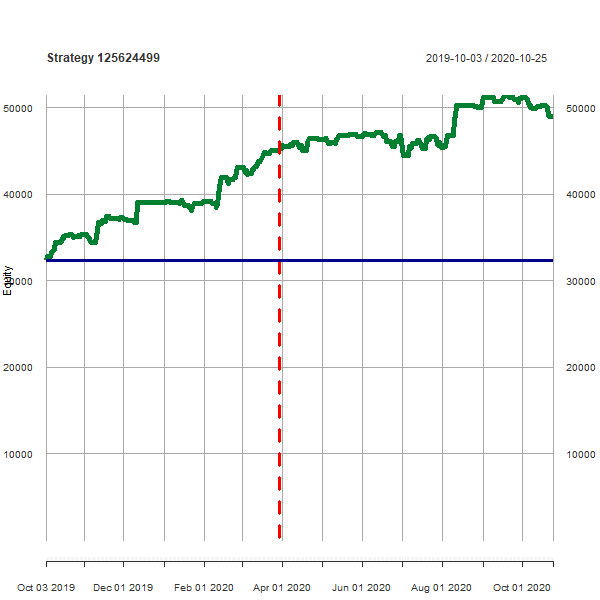 Strategy 125624499
2019-10-03 / 2020-10-25
50000 50000
40000 40000
Equity
30000 30000
20000 20000
10000 10000
Oct 03 2019 Dec 01 2019 Feb 01 2020 Apr 01 2020 Jun 01 2020 Aug 01 2020 Oct 01 2020